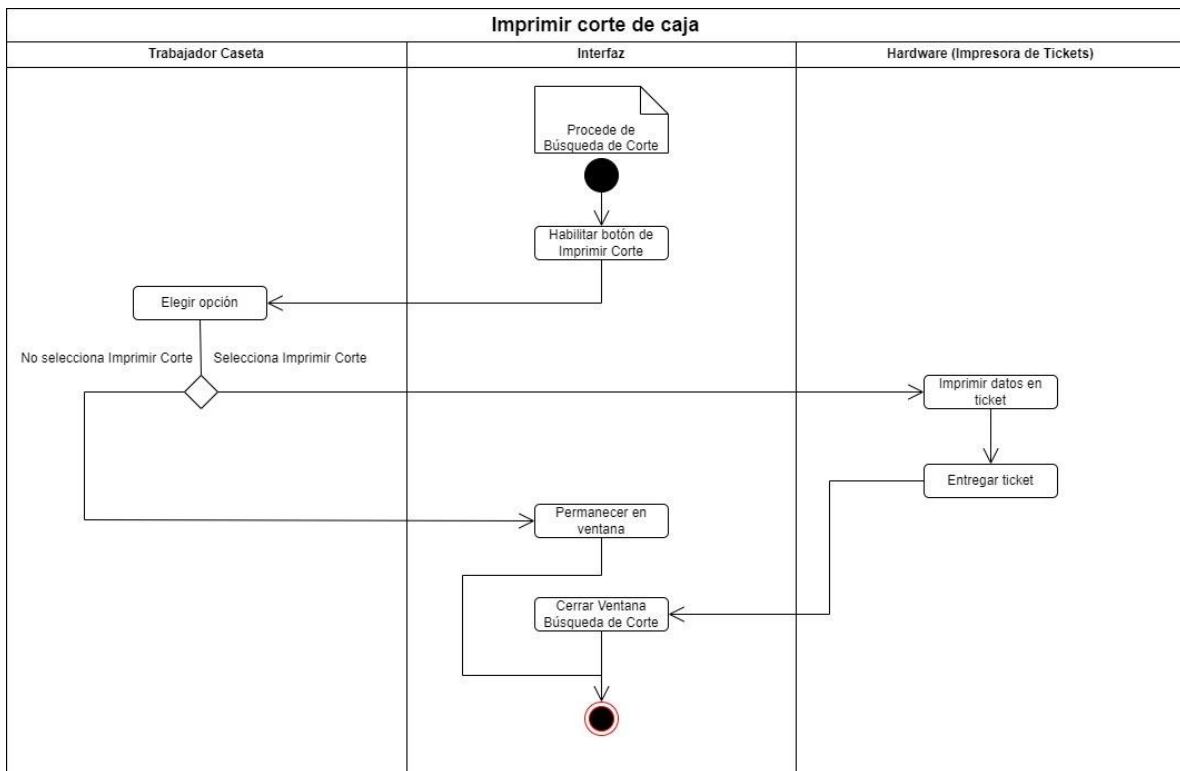 Imprimir corte de caja
Trabajador Caseta
Interfaz
Hardware (Impresora de Tickets)
Procede de
Búsqueda de Corte
Habilitar botón de
Imprimir Corte
Elegir opción
No selecciona Imprimir Corte
Selecciona Imprimir Corte
Imprimir datos en
ticket
Entregar ticket
Permanecer en
ventana
Cerrar Ventana
Búsqueda de Corte